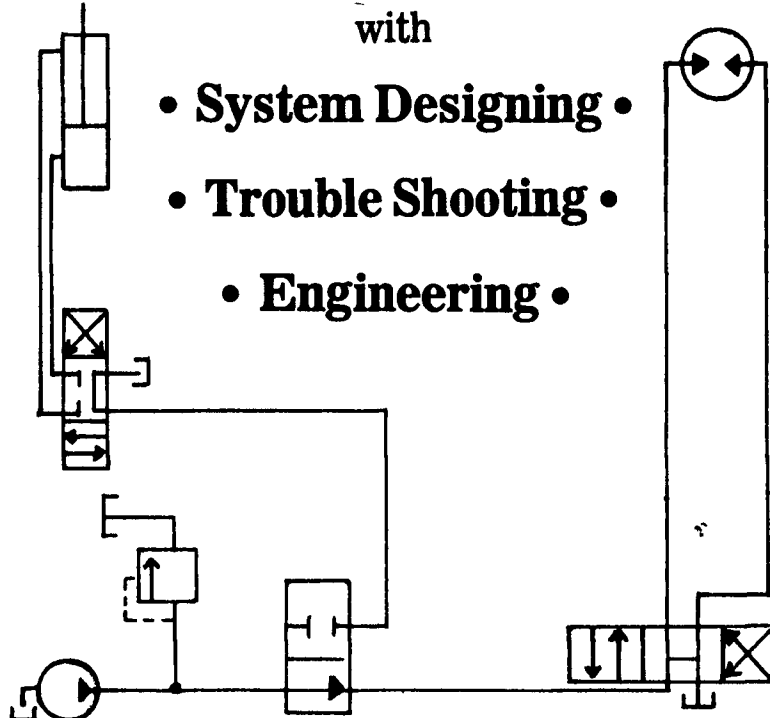 with
• System Designing •
• Trouble Shooting •
• Engineering •